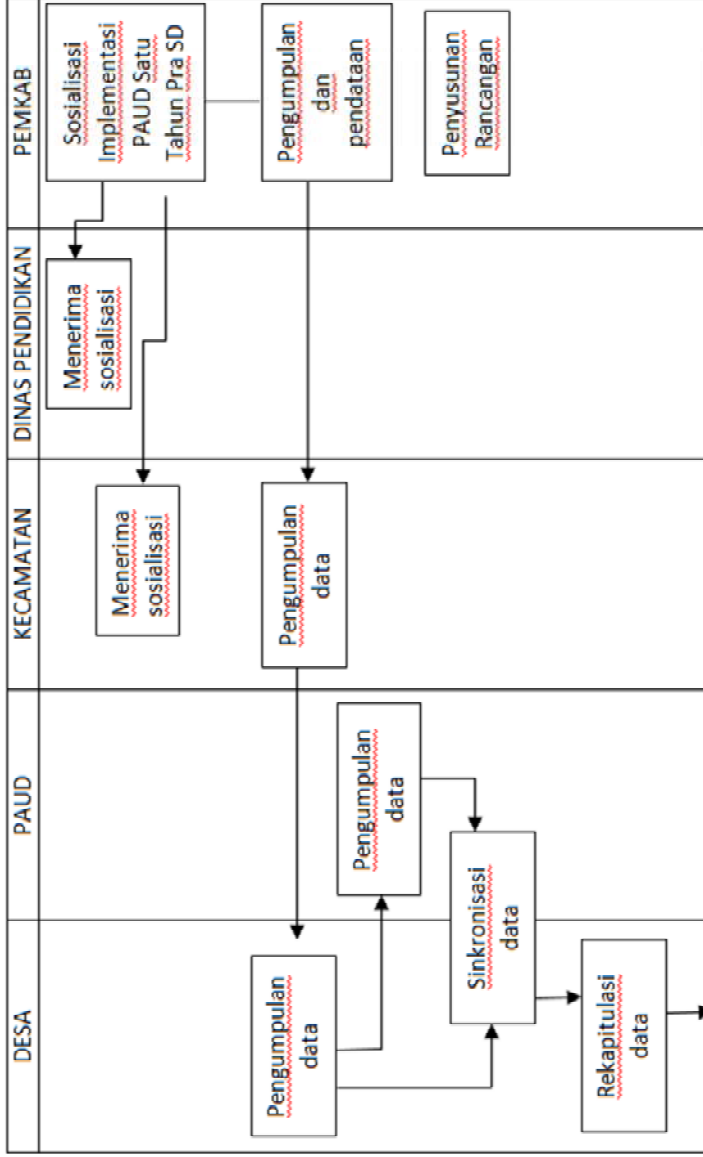 DESA
PAUD
KECAMATAN
DINAS PENDIDIKAN
PEMKAB
Sosialisasi
Implementasi
PAUD Satu
Tahun Pra SD
Menerima
sosialisasi
Menerima
sosialisasi
Pengumpulan
dan
pendataan
Pengumpulan
data
Pengumpulan
data
Pengumpulan
data
Penyusunan
Rancangan
Sinkronisasi
data
Rekapitulasi
data